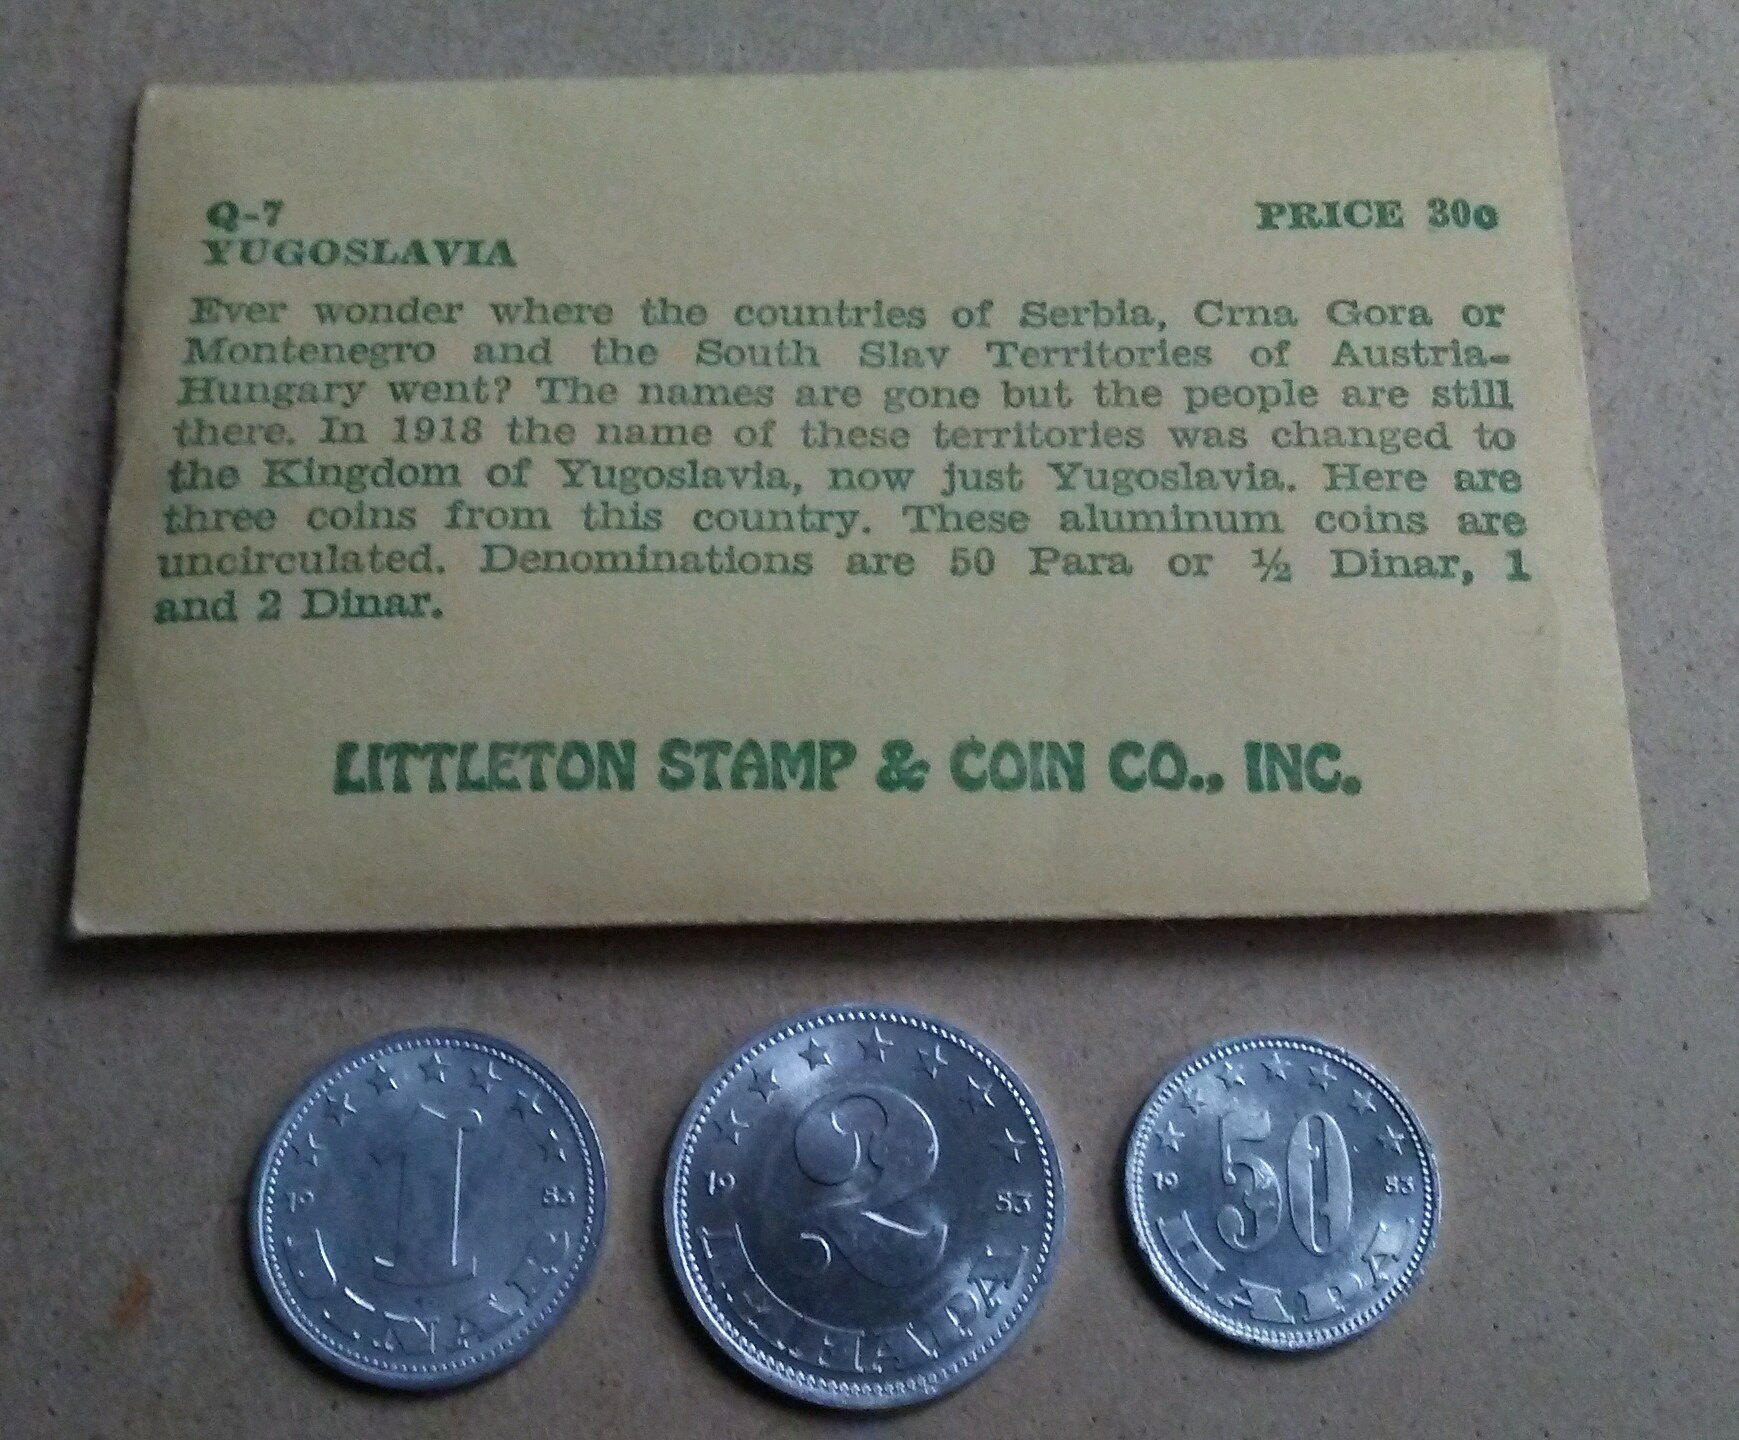 Q-7
PRICE 30¢
YUGOSLAVIA
Ever wonder where the countries of Serbia, Crna Gora or
Montenegro and the South Slav Territories of Austria-
Hungary went? The names are gone but the people are still
there. In 1918 the name of these territories was changed to
the Kingdom of Yugoslavia, now just Yugoslavia. Here are
three coins from this country. These aluminum coins are
uncirculated. Denominations are 50 Para or ½ Dinar, 1
and 2 Dinar.
LITTLETON STAMP & COIN CO., INC.
1
19 53
2
19 53
ДИНАРА
50
19 53
ПАРА